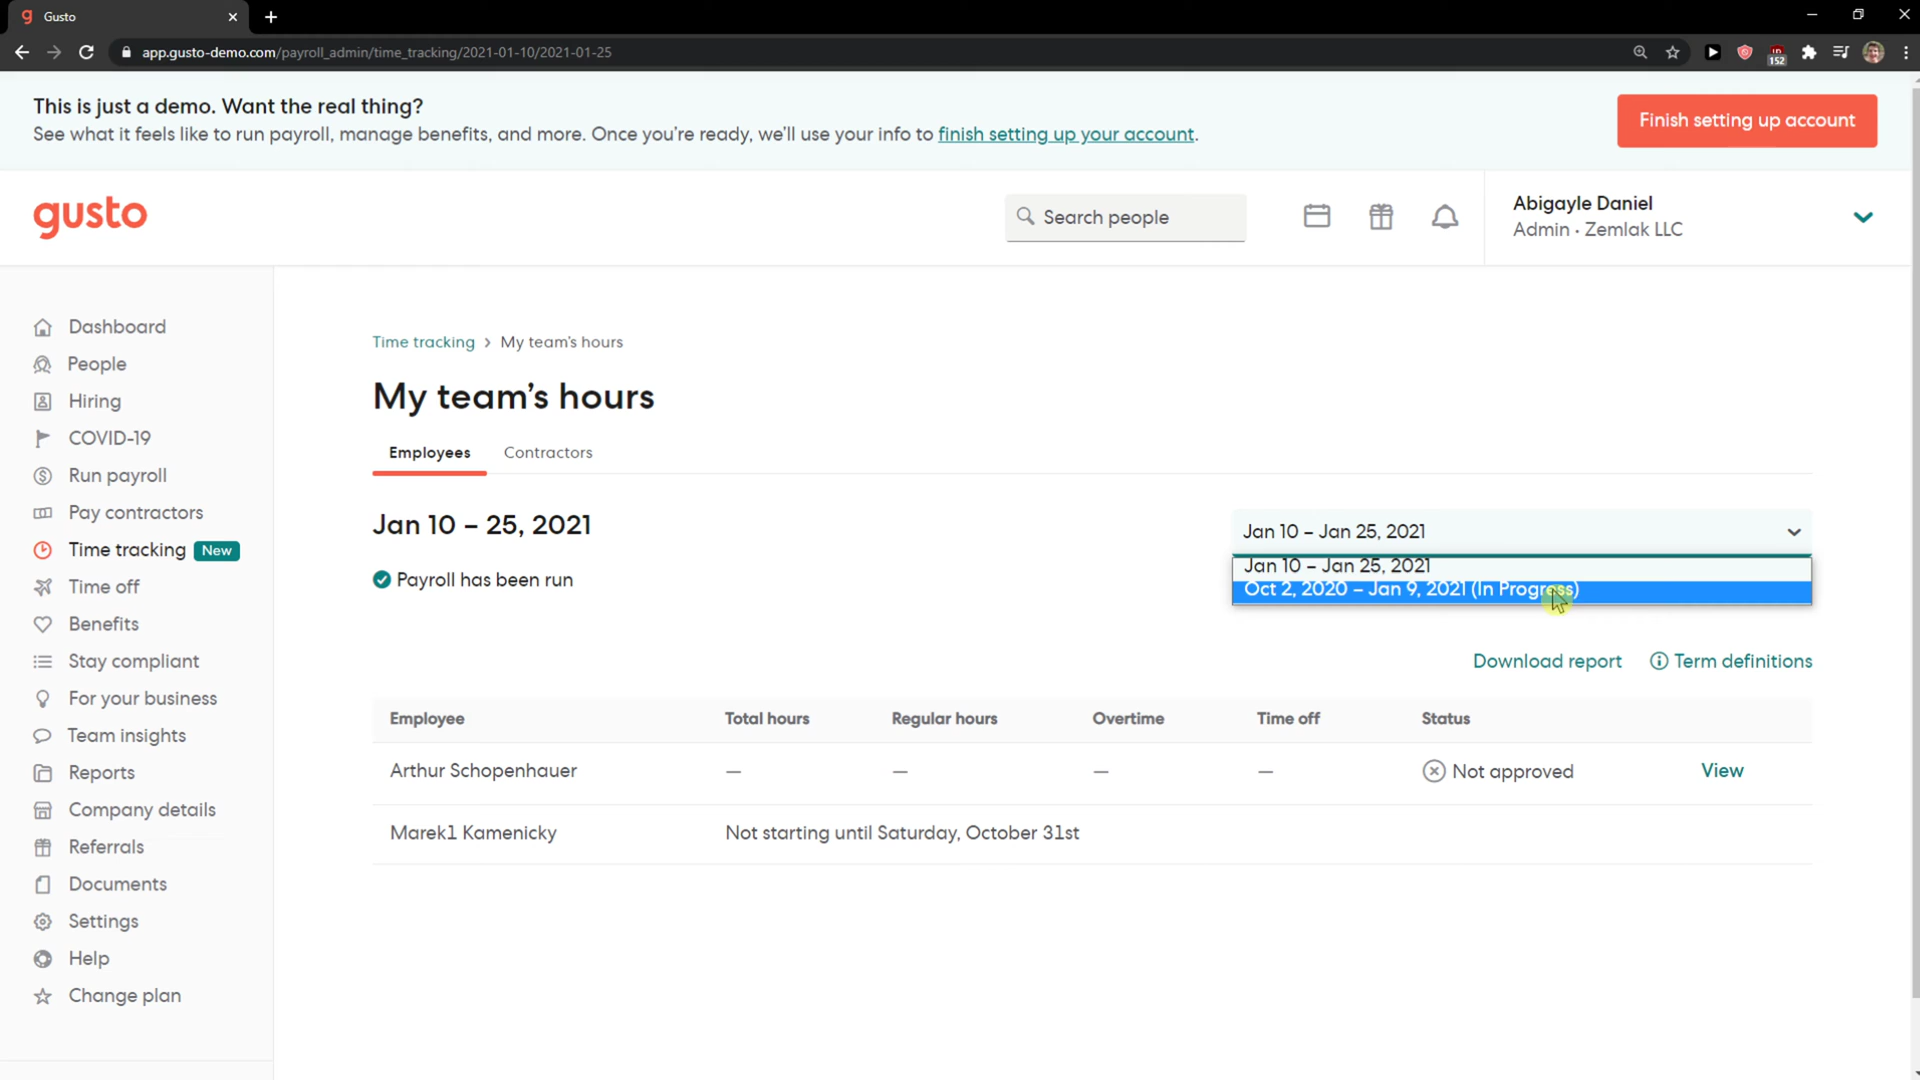 Gusto
app.gusto-demo.com/payroll_admin/time_tracking/2021-01-10/2021-01-25
152
This is just a demo. Want the real thing?
See what it feels like to run payroll, manage benefits, and more. Once you're ready, we'll use your info to finish setting up your account.
Finish setting up account
gusto
Search people
Abigayle Daniel
Admin · Zemlak LLC
Dashboard
People
Hiring
COVID-19
Run payroll
Pay contractors
Time tracking New
Time off
Benefits
Stay compliant
For your business
Team insights
Reports
Company details
Referrals
Documents
Settings
Help
Change plan
Time tracking > My team's hours
My team's hours
Employees Contractors
Jan 10 – 25, 2021
Payroll has been run
Jan 10 – Jan 25, 2021
Jan 10 – Jan 25, 2021
Oct 2, 2020 – Jan 9, 2021 (In Progress)
Download report Term definitions
Employee Total hours Regular hours Overtime Time off Status
Arthur Schopenhauer — — — — Not approved View
Marek1 Kamenicky Not starting until Saturday, October 31st